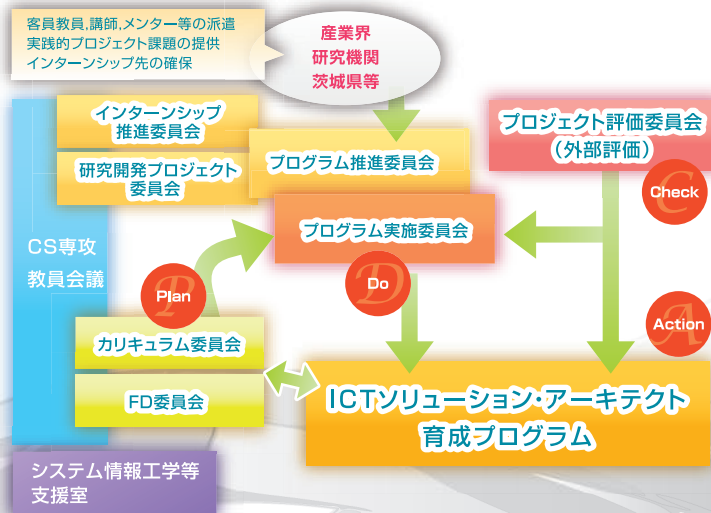 客員教員,講師,メンター等の派遣
実践的プロジェクト課題の提供
インターンシップ先の確保
産業界
研究機関
茨城県等
インターンシップ
推進委員会
研究開発プロジェクト
委員会
プログラム推進委員会
プロジェクト評価委員会
(外部評価)
C
Check
プログラム実施委員会
CS専攻
教員会議
P
Plan
D
Do
A
Action
カリキュラム委員会
FD委員会
ICTソリューション・アーキテクト
育成プログラム
システム情報工学等
支援室